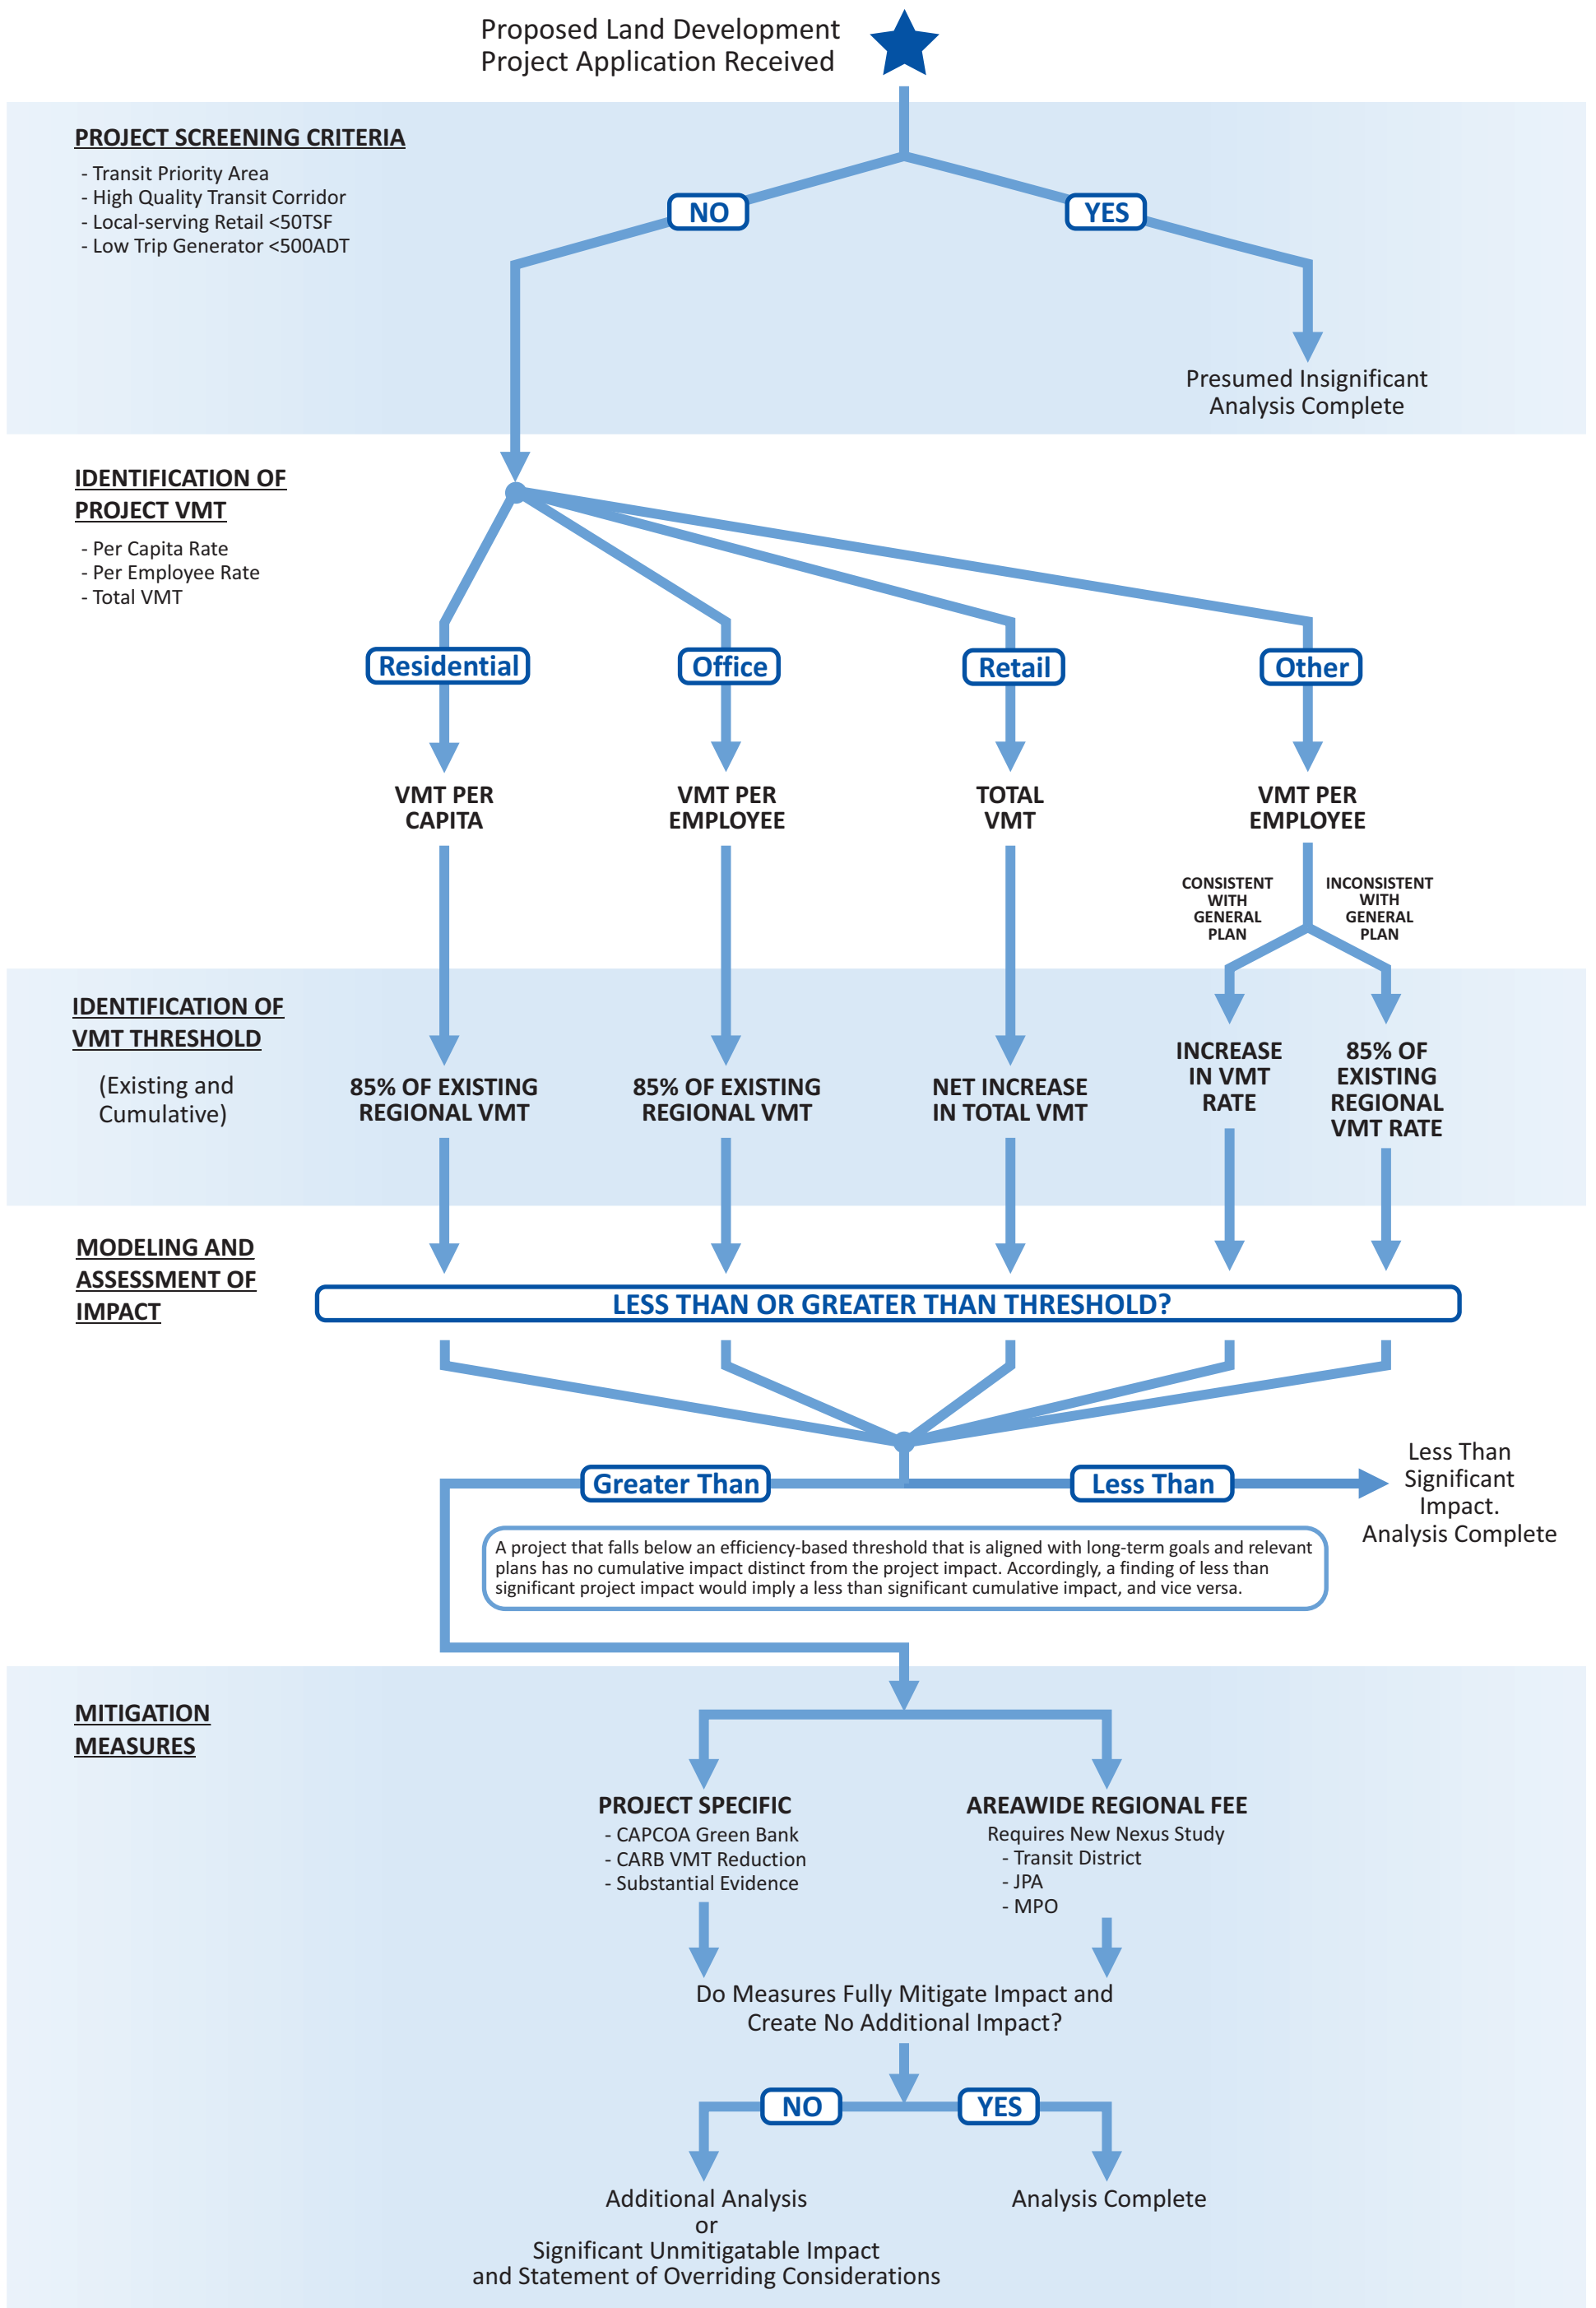 Proposed Land Development
Project Application Received
PROJECT SCREENING CRITERIA
- Transit Priority Area
- High Quality Transit Corridor
- Local-serving Retail <50TSF
- Low Trip Generator <500ADT
NO
YES
Presumed Insignificant
Analysis Complete
IDENTIFICATION OF
PROJECT VMT
- Per Capita Rate
- Per Employee Rate
- Total VMT
Residential
Office
Retail
Other
VMT PER
CAPITA
VMT PER
EMPLOYEE
TOTAL
VMT
VMT PER
EMPLOYEE
CONSISTENT
WITH
GENERAL
PLAN
INCONSISTENT
WITH
GENERAL
PLAN
IDENTIFICATION OF
VMT THRESHOLD
(Existing and
Cumulative)
85% OF EXISTING
REGIONAL VMT
85% OF EXISTING
REGIONAL VMT
NET INCREASE
IN TOTAL VMT
INCREASE
IN VMT
RATE
85% OF
EXISTING
REGIONAL
VMT RATE
MODELING AND
ASSESSMENT OF
IMPACT
LESS THAN OR GREATER THAN THRESHOLD?
Greater Than
Less Than
Less Than
Significant
Impact.
Analysis Complete
A project that falls below an efficiency-based threshold that is aligned with long-term goals and relevant
plans has no cumulative impact distinct from the project impact. Accordingly, a finding of less than
significant project impact would imply a less than significant cumulative impact, and vice versa.
MITIGATION
MEASURES
PROJECT SPECIFIC
- CAPCOA Green Bank
- CARB VMT Reduction
- Substantial Evidence
AREAWIDE REGIONAL FEE
Requires New Nexus Study
- Transit District
- JPA
- MPO
Do Measures Fully Mitigate Impact and
Create No Additional Impact?
NO
YES
Additional Analysis
or
Significant Unmitigatable Impact
and Statement of Overriding Considerations
Analysis Complete